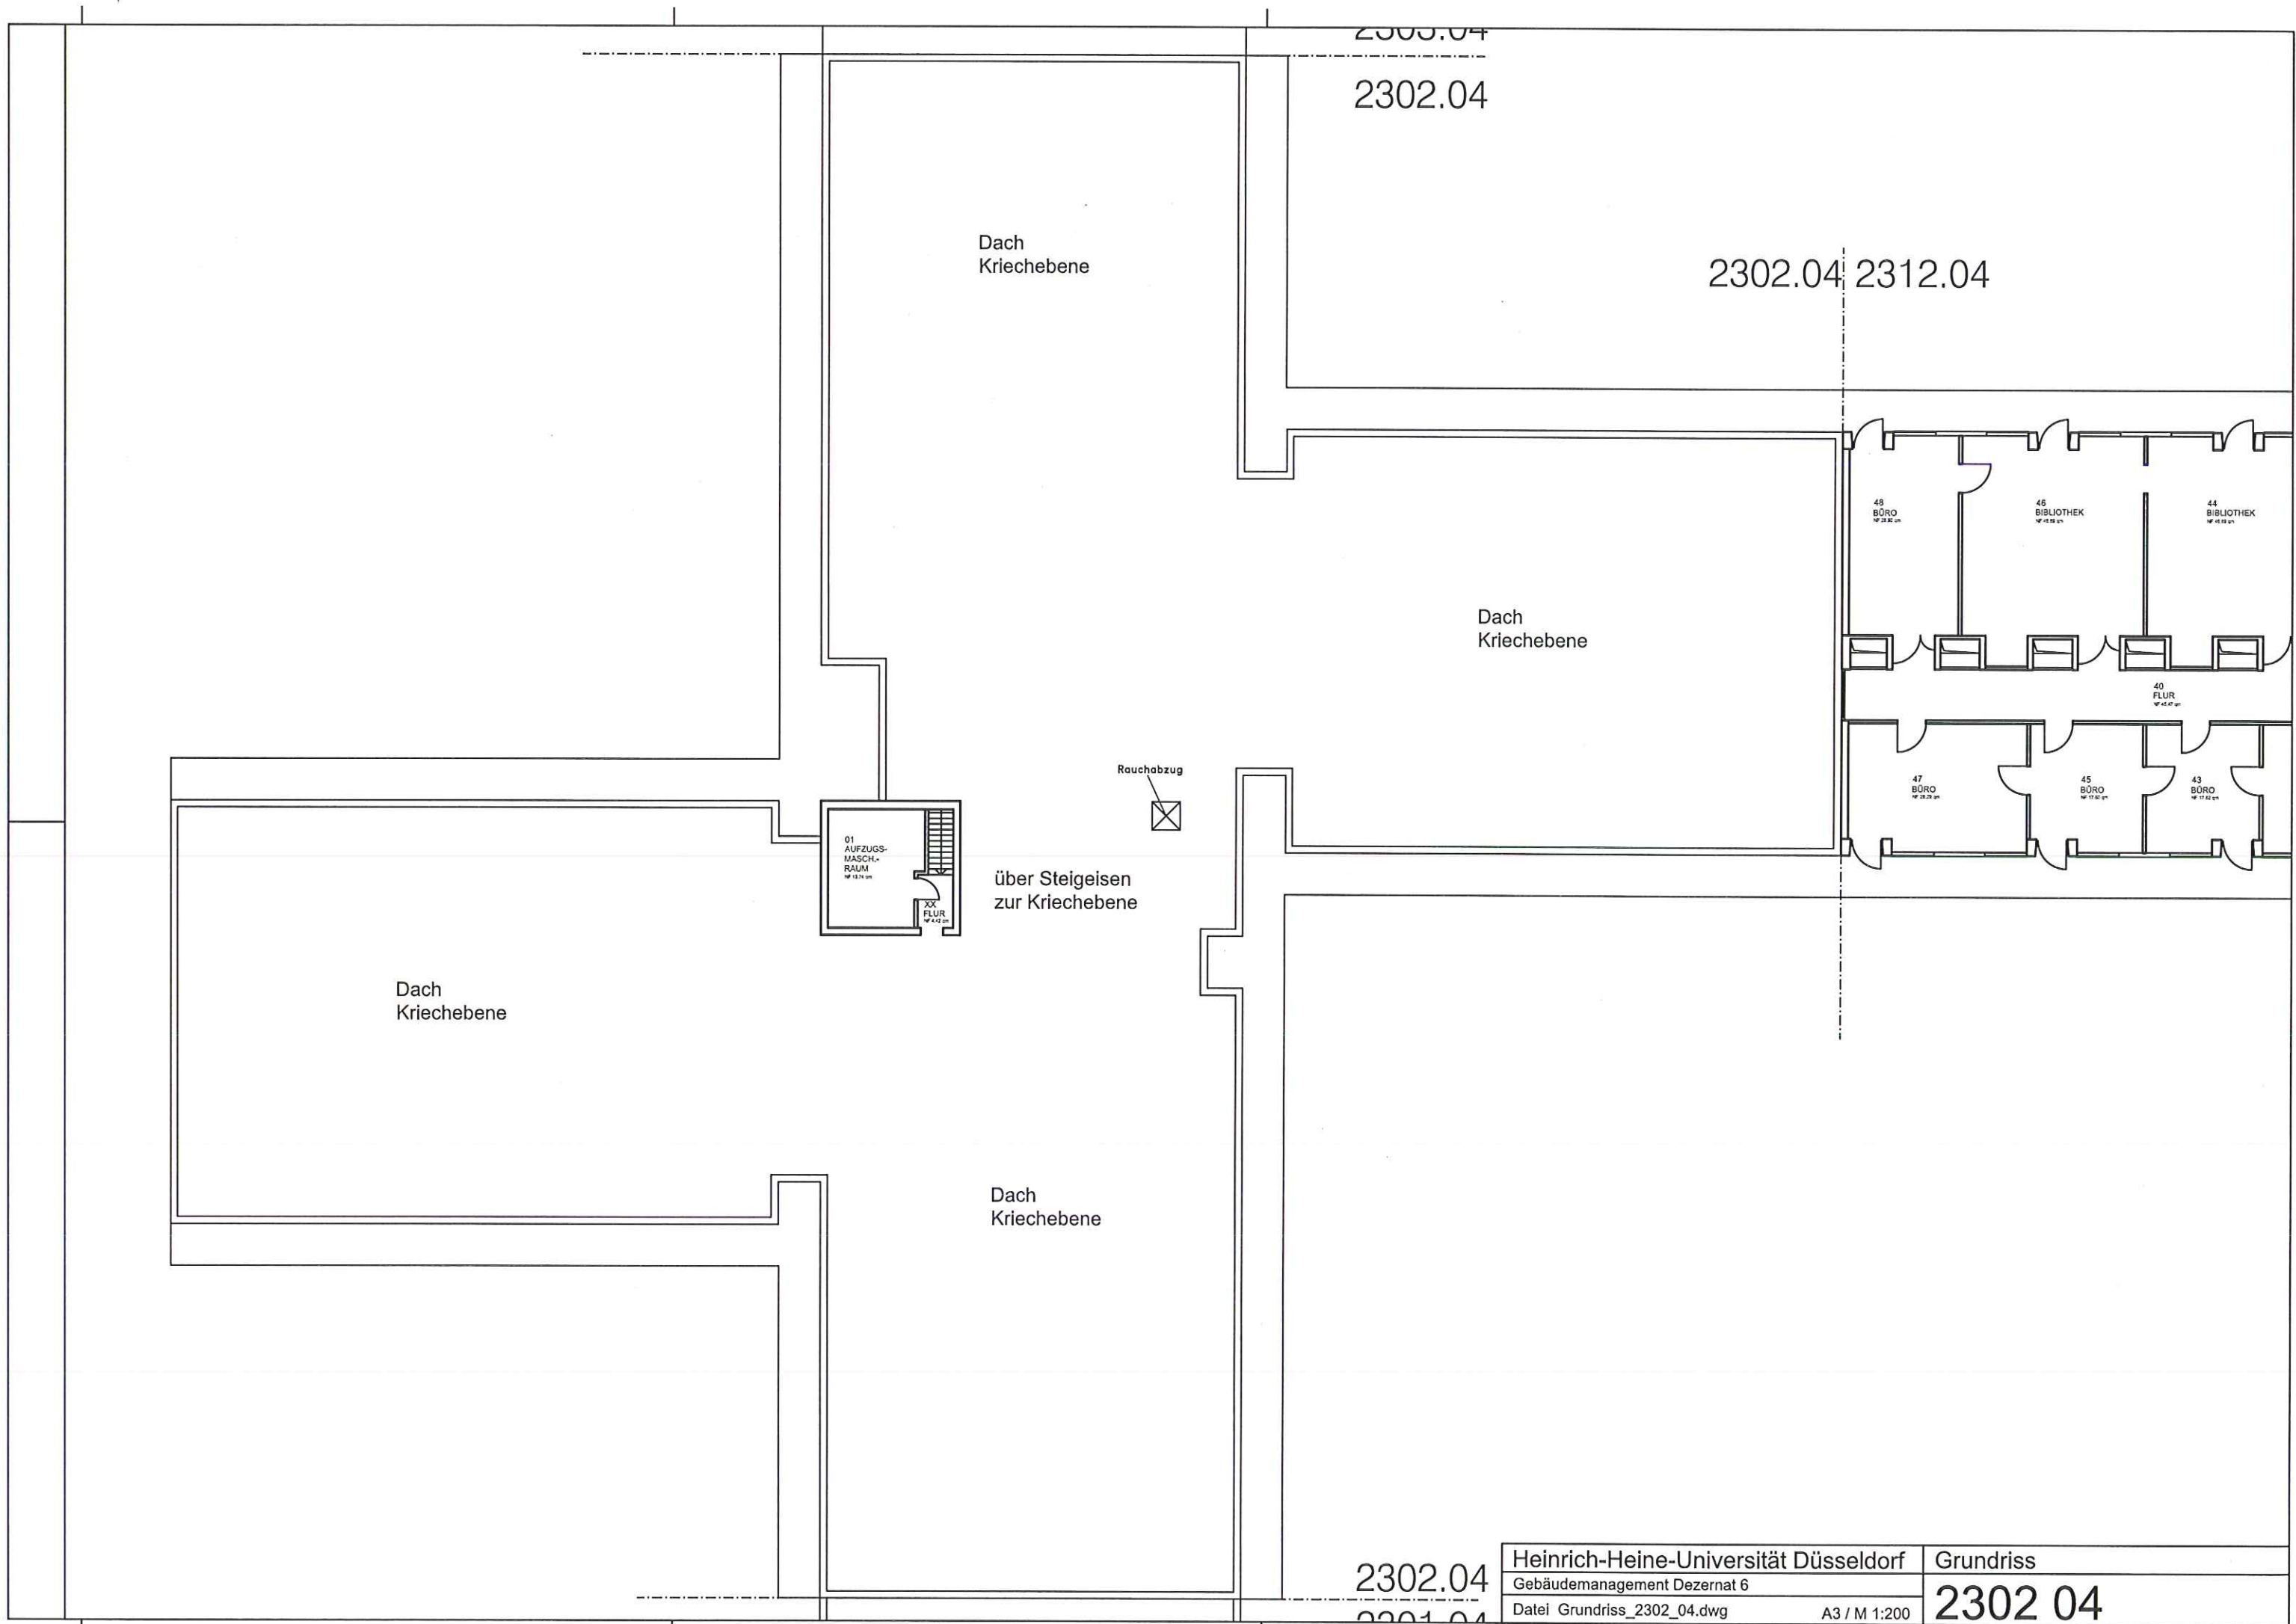 2302.04
Dach
Kriechebene
2302.04 2312.04
48
BÜRO
46
BIBLIOTHEK
44
BIBLIOTHEK
Dach
Kriechebene
40
FLUR
Rauchabzug
47
BÜRO
45
BÜRO
43
BÜRO
01
AUFZUGS-
MASCH.-
RAUM
XX
FLUR
über Steigeisen
zur Kriechebene
Dach
Kriechebene
Dach
Kriechebene
2302.04
Heinrich-Heine-Universität Düsseldorf
Gebäudemanagement Dezernat 6
Datei Grundriss_2302_04.dwg A3 / M 1:200
Grundriss
2302 04